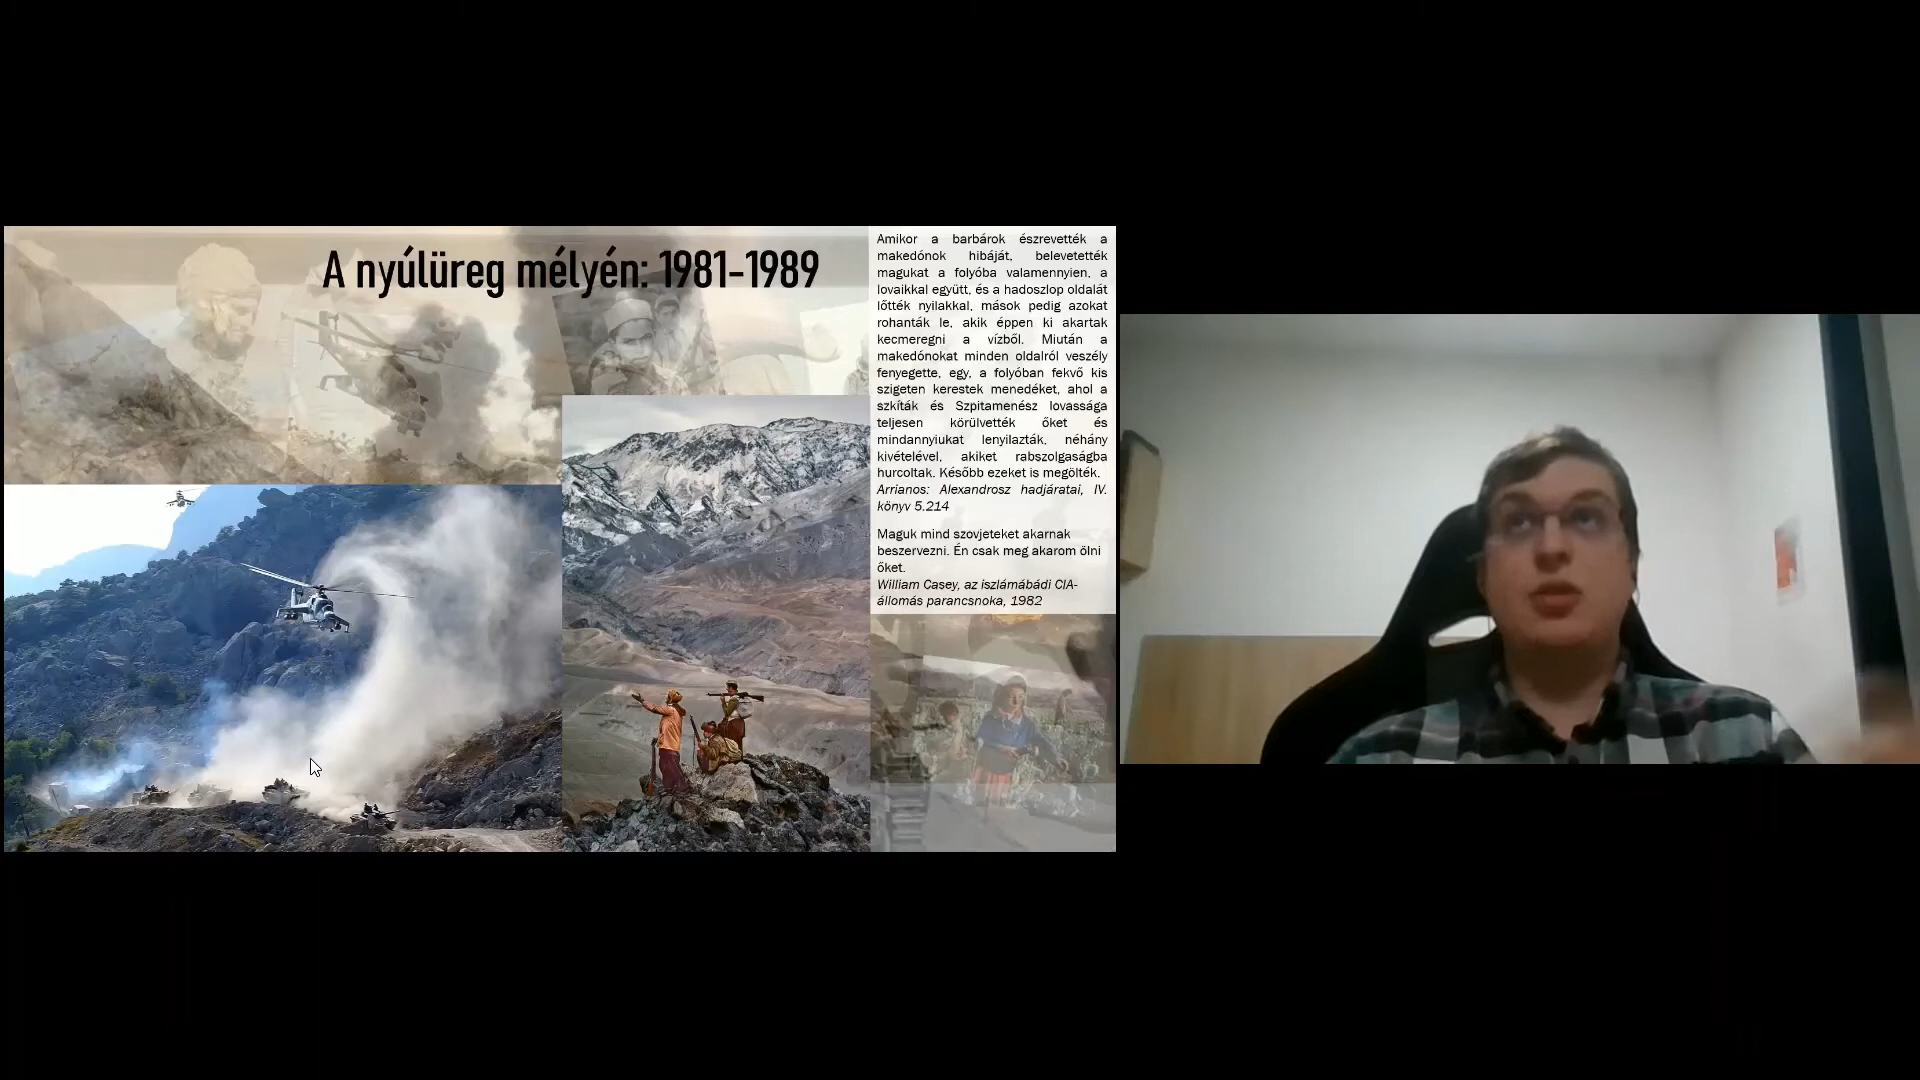 A nyúlüreg mélyén: 1981-1989
Amikor a barbárok észrevették a
makedónok hibáját, belevetették
magukat a folyóba valamennyien, a
lovaikkal együtt, és a hadoszlop oldalát
lőtték nyilakkal, mások pedig azokat
rohanták le, akik éppen ki akartak
kecmeregni a vízből. Miután a
makedónokat minden oldalról veszély
fenyegette, egy, a folyóban fekvő kis
szigeten kerestek menedéket, ahol a
szkíták és Szpitamenész lovassága
teljesen körülvették őket és
mindannyiukat lenyilazták, néhány
kivételével, akiket rabszolgaságba
hurcoltak. Később ezeket is megölték.
Arrianos: Alexandrosz hadjáratai, IV.
könyv 5.214
Maguk mind szovjeteket akarnak
beszervezni. Én csak meg akarom ölni
őket.
William Casey, az iszlámábádi CIA-
állomás parancsnoka, 1982